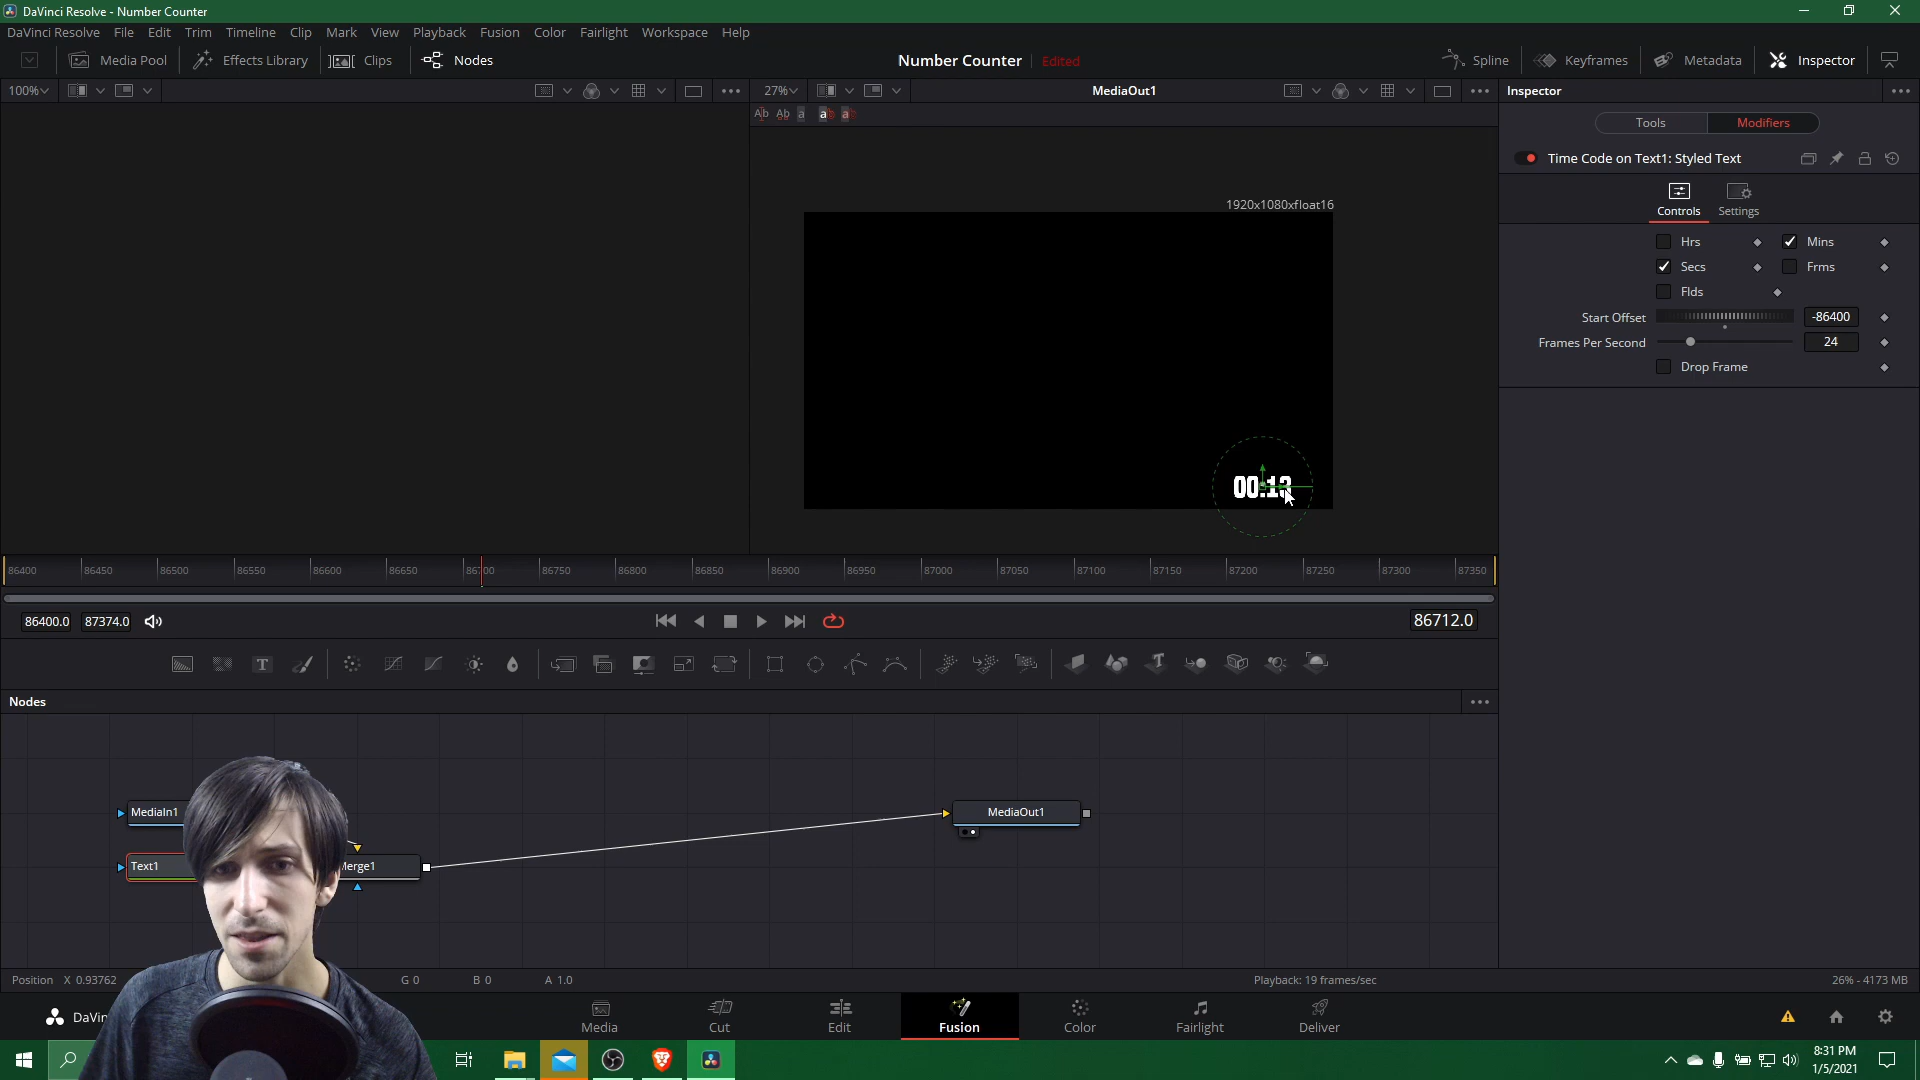 DaVinci Resolve - Number Counter
DaVinci Resolve File Edit Trim Timeline Clip Mark View Playback Fusion Color Fairlight Workspace Help
Media Pool Effects Library Clips Nodes Number Counter Edited Spline Keyframes Metadata Inspector
100% 27% MediaOut1 Inspector
Tools Modifiers
Time Code on Text1: Styled Text
Controls Settings
1920x1080xfloat16
Hrs Mins
Secs Frms
Flds
Start Offset -86400
Frames Per Second 24
Drop Frame
00:13
86400 86450 86500 86550 86600 86650 86700 86750 86800 86850 86900 86950 87000 87050 87100 87150 87200 87250 87300 87350
86400.0 87374.0 86712.0
Nodes
MediaIn1 MediaOut1
Text1 Merge1
Position X 0.93762 G 0 B 0 A 1.0 Playback: 19 frames/sec 26% - 4173 MB
Media Cut Edit Fusion Color Fairlight Deliver
8:31 PM
1/5/2021